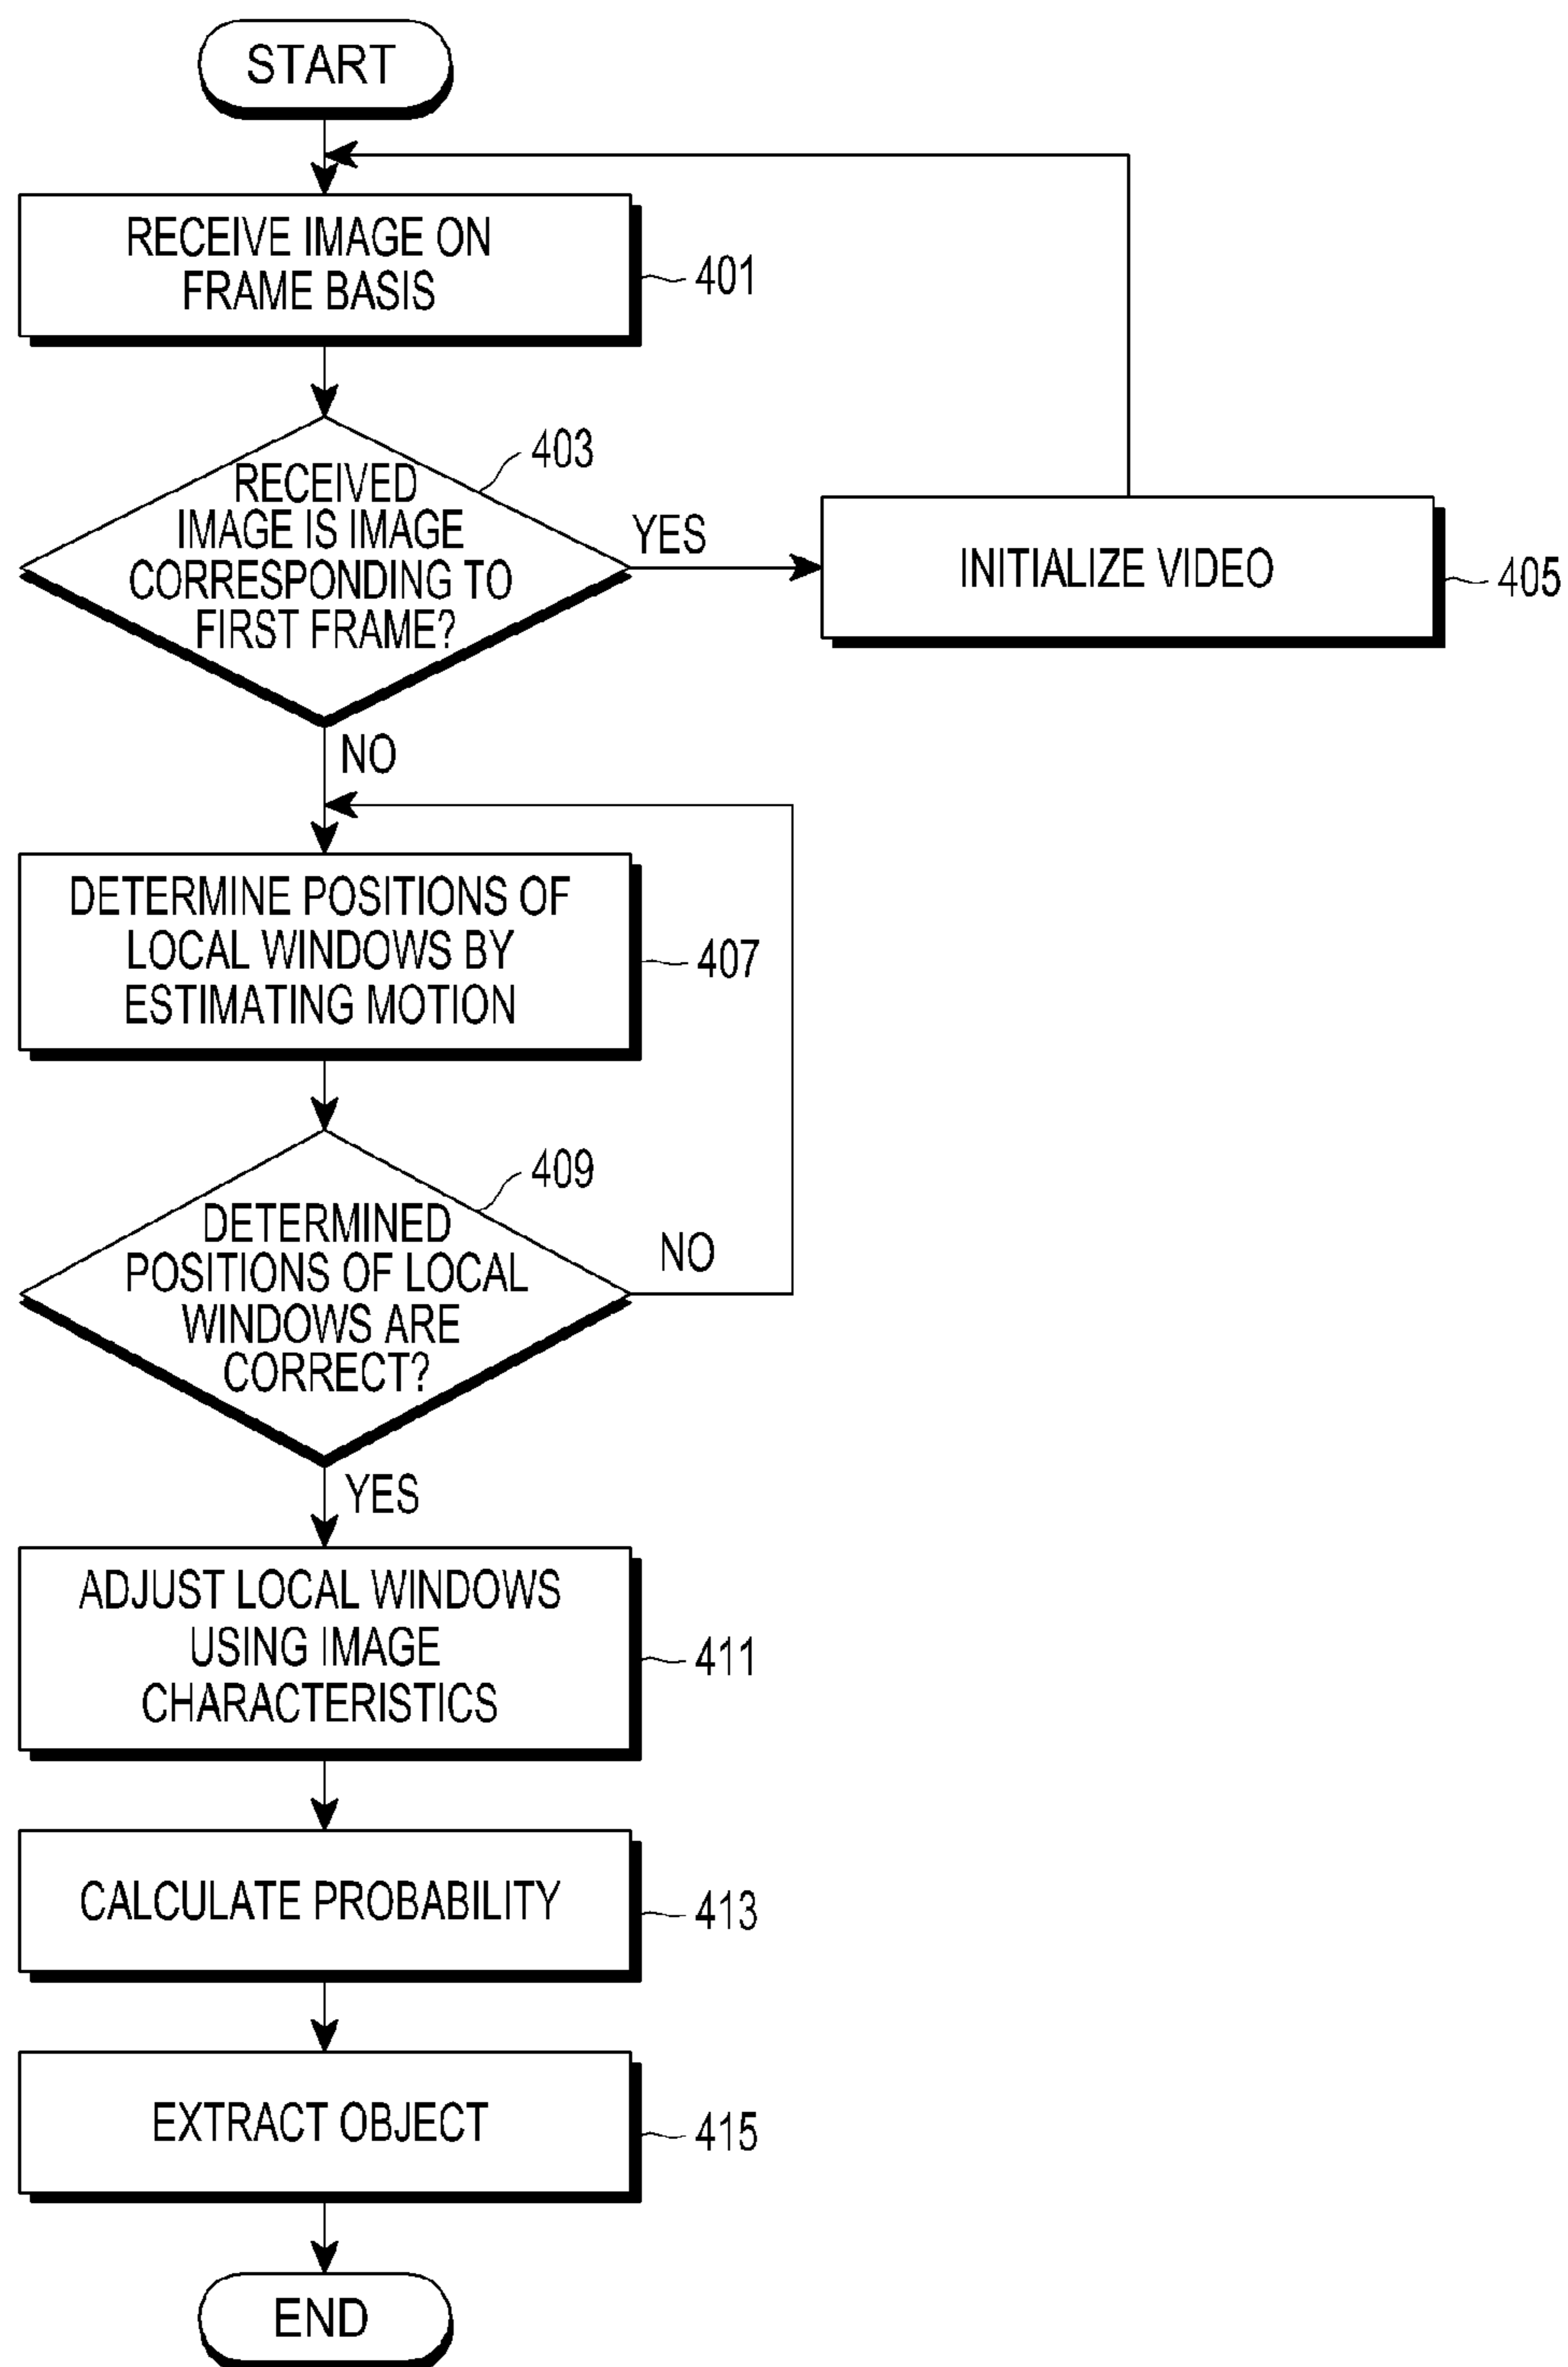 START
RECEIVE IMAGE ON
FRAME BASIS
401
403
RECEIVED
IMAGE IS IMAGE
CORRESPONDING TO
FIRST FRAME?
YES
INITIALIZE VIDEO
405
NO
DETERMINE POSITIONS OF
LOCAL WINDOWS BY
ESTIMATING MOTION
407
409
DETERMINED
POSITIONS OF LOCAL
WINDOWS ARE
CORRECT?
NO
YES
ADJUST LOCAL WINDOWS
USING IMAGE
CHARACTERISTICS
411
CALCULATE PROBABILITY
413
EXTRACT OBJECT
415
END